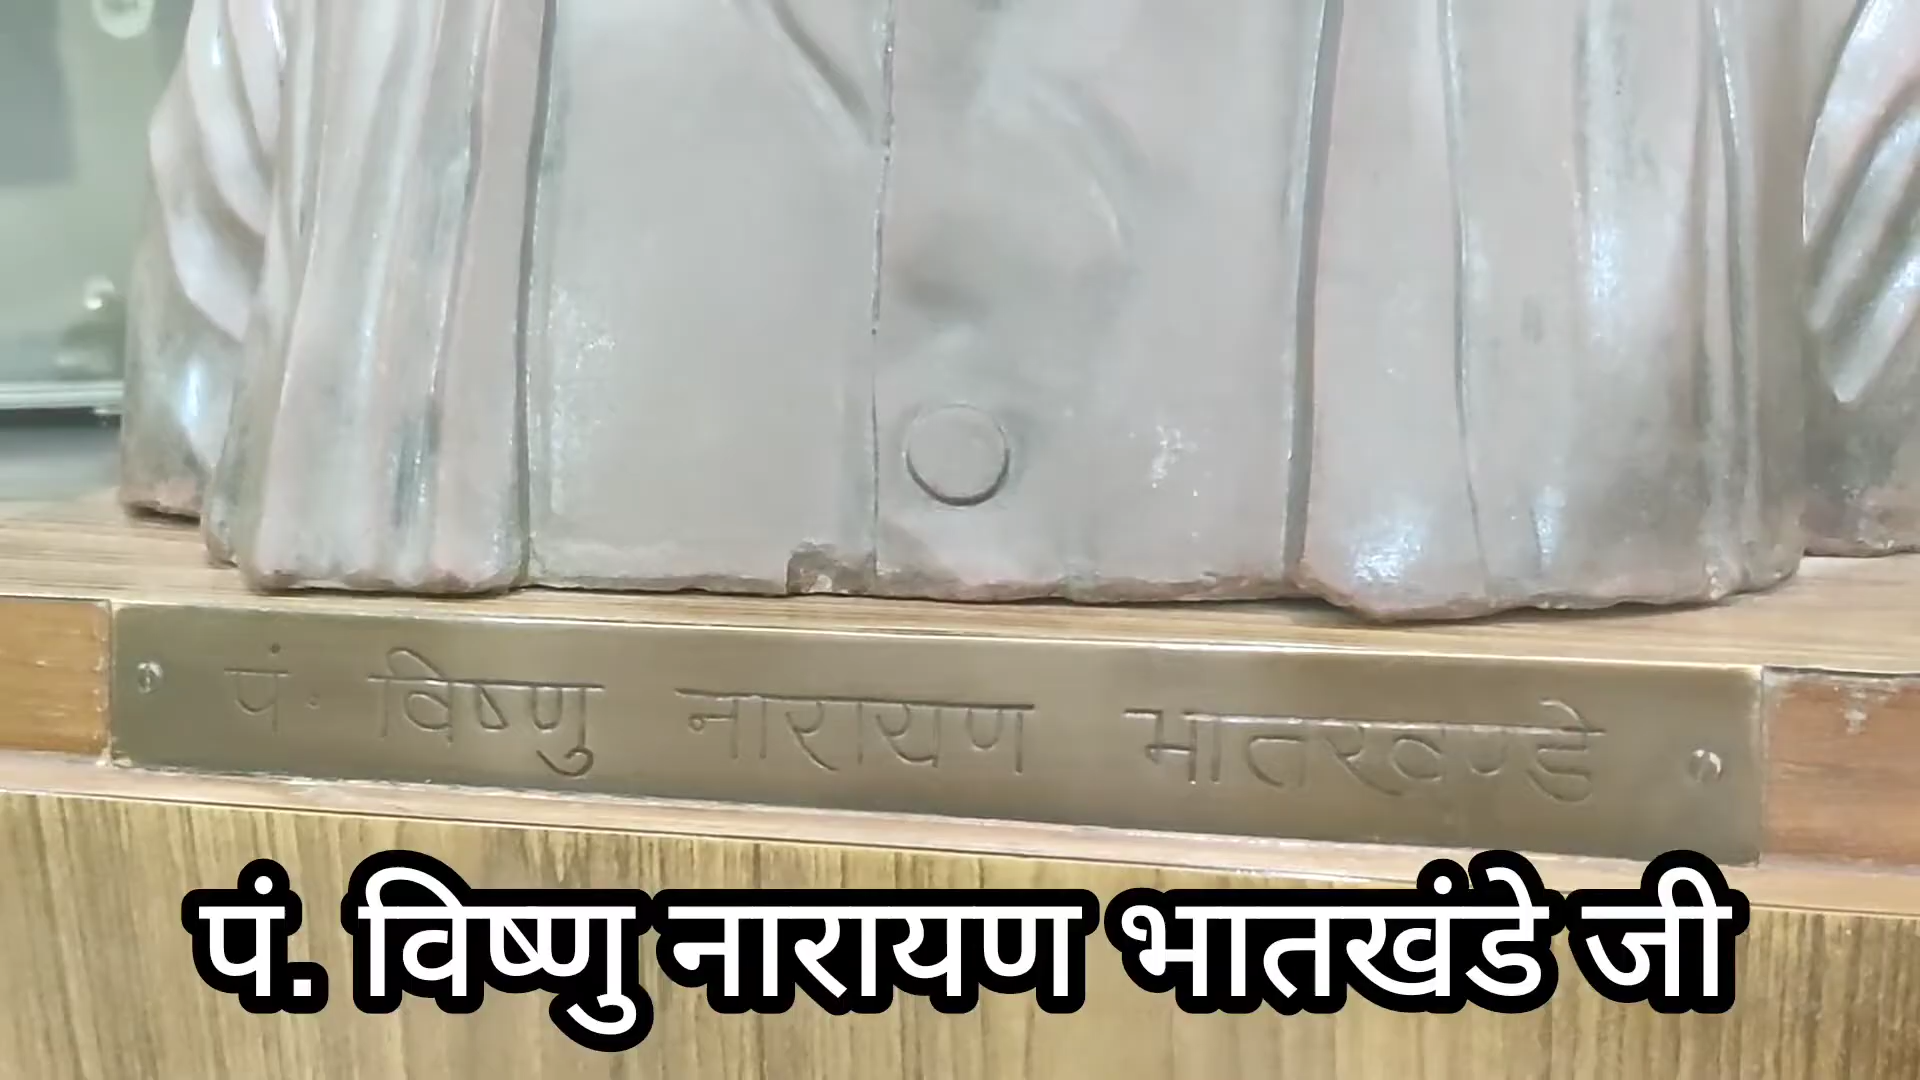 पं. विष्णु नारायण भातखण्डे
पं. विष्णु नारायण भातखंडे जी